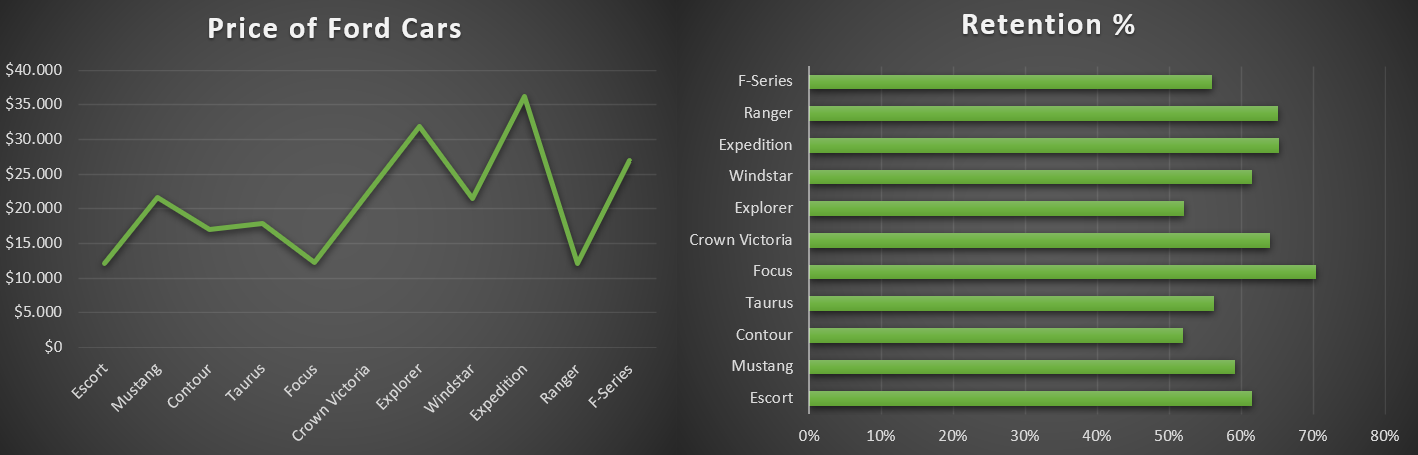 Price of Ford Cars
$40.000
$35.000
$30.000
$25.000
$20.000
$15.000
$10.000
$5.000
$0
Escort
Mustang
Contour
Taurus
Focus
Crown Victoria
Explorer
Windstar
Expedition
Ranger
F-Series
Retention %
F-Series
Ranger
Expedition
Windstar
Explorer
Crown Victoria
Focus
Taurus
Contour
Mustang
Escort
0% 10% 20% 30% 40% 50% 60% 70% 80%